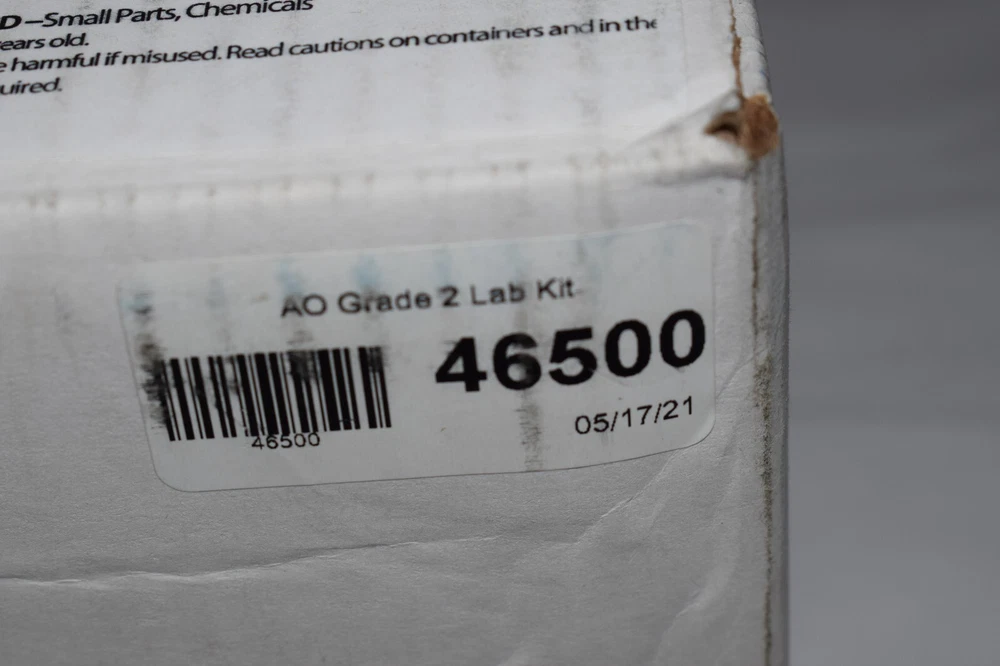 D – Small Parts, Chemicals
ears old.
e harmful if misused. Read cautions on containers and in the
uired.
AO Grade 2 Lab Kit
46500
46500
05/17/21